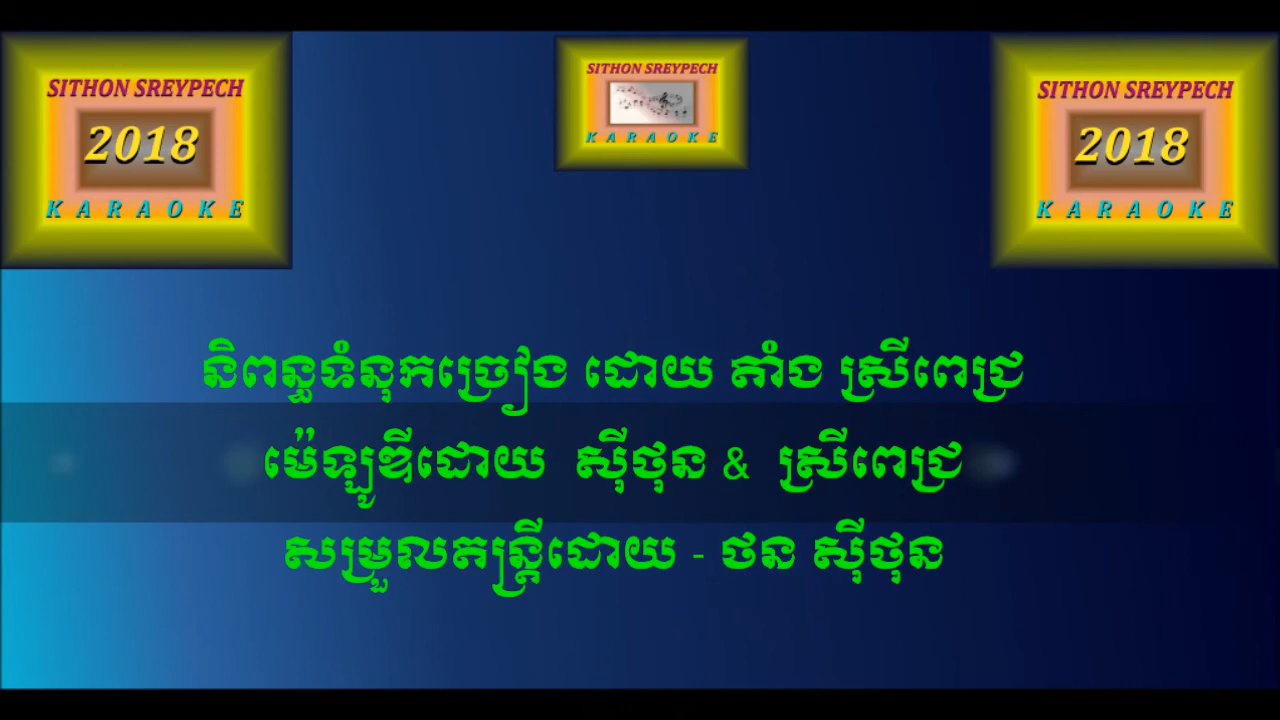 SITHON SREYPECH
2018
KARAOKE
SITHON SREYPECH
KARAOKE
SITHON SREYPECH
2018
KARAOKE
និពន្ធទំនុកច្រៀង ដោយ តាំង ស្រីពេជ្រ
ម៉េឡូឌីដោយ ស៊ីថុន & ស្រីពេជ្រ
សម្រួលតន្ត្រីដោយ - ថន ស៊ីថុន